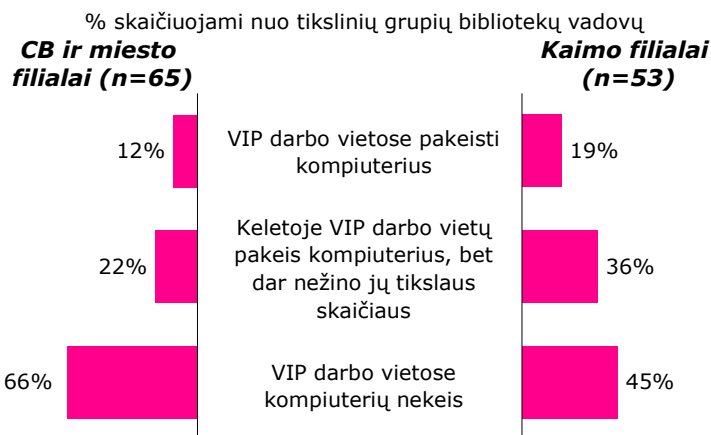 % skaičiuojami nuo tikslinių grupių bibliotekų vadovų
CB ir miesto
filialai (n=65)
Kaimo filialai
(n=53)
12%
VIP darbo vietose pakeisti
kompiuterius
19%
22%
Keletoje VIP darbo vietų
pakeis kompiuterius, bet
dar nežino jų tikslaus
skaičiaus
36%
66%
VIP darbo vietose
kompiuterių nekeis
45%